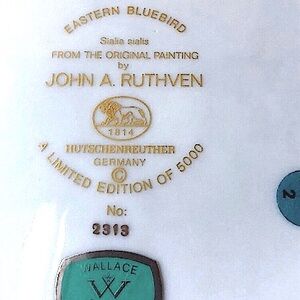 EASTERN BLUEBIRD
Sialia sialis
FROM THE ORIGINAL PAINTING
by
JOHN A. RUTHVEN
1814
HUTSCHENREUTHER
GERMANY
©
A LIMITED EDITION OF 5000
No:
2313
WALLACE
W
2